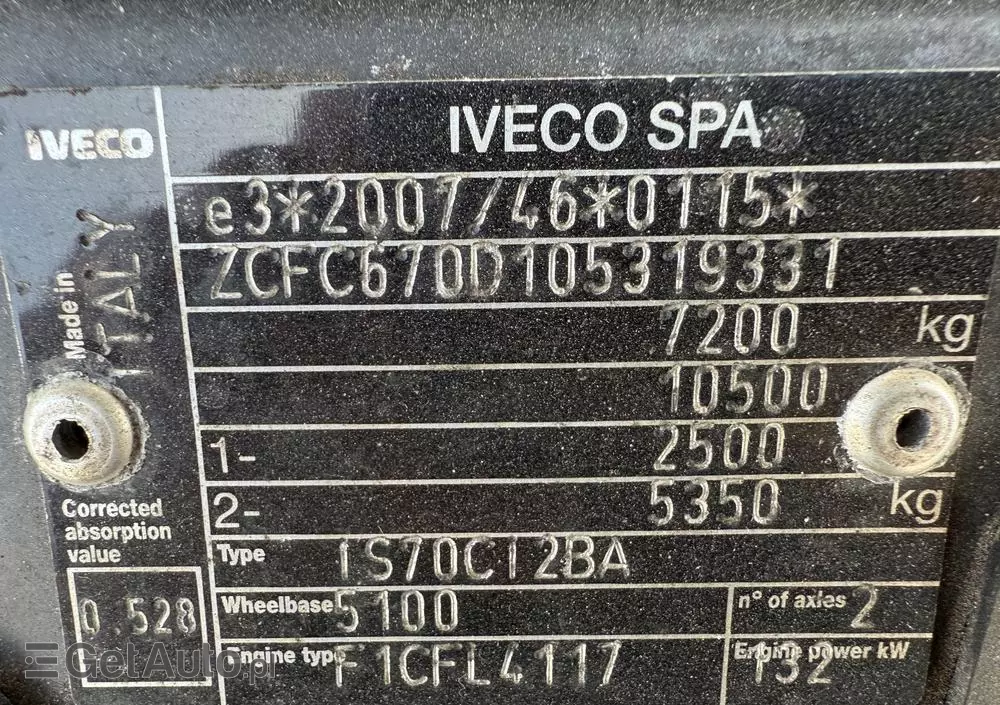 IVECO
IVECO SPA
Made in
ITALY
e3*2007/46*0115*
ZCFC670D105319331
7200 kg
10500
1- 2500
2- 5350 kg
Corrected
absorption
value
0.528
Type IS70CI2BA
Wheelbase 5100 n° of axles 2
Engine type F1CFL4117 Engine power kW 132
GetAuto.pl